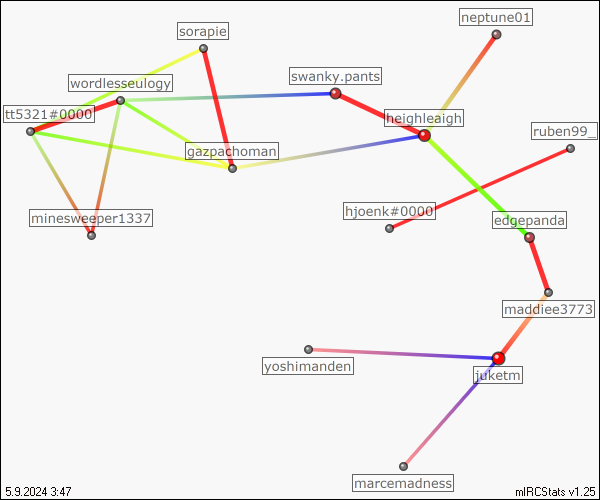 neptune01
sorapie
swanky.pants
wordlesseulogy
tt5321#0000
heighleaigh
ruben99_
gazpachoman
hjoenk#0000
minesweeper1337
edgepanda
maddiee3773
yoshimanden
juketm
marcemadness
5.9.2024 3:47
mIRCStats v1.25